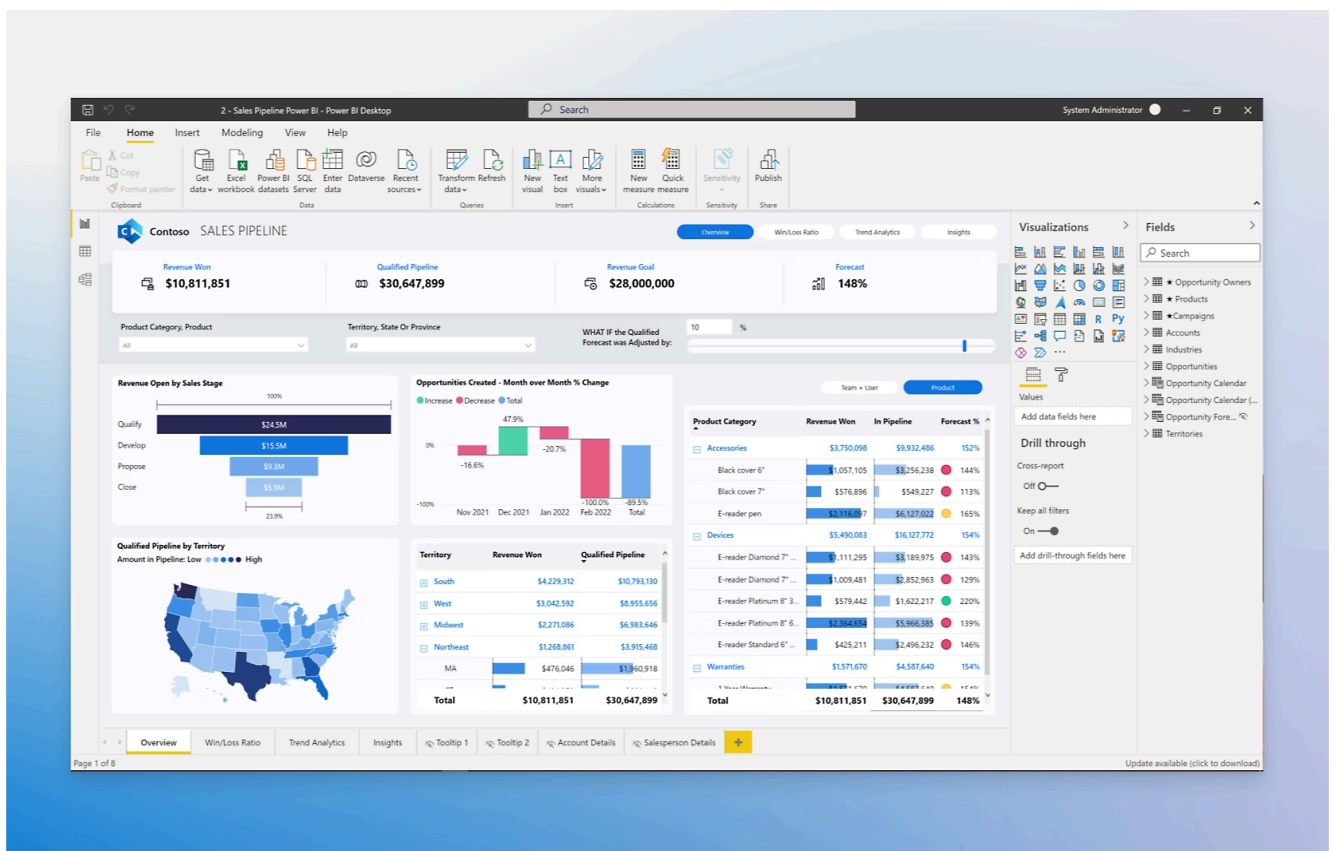 2 - Sales Pipeline Power BI - Power BI Desktop
Search
System Administrator
File Home Insert Modeling View Help
Paste
Cut
Copy
Format painter
Clipboard
Get data
Excel workbook
Power BI datasets
SQL Server
Enter data
Dataverse
Recent sources
Data
Transform data
Refresh
Queries
New visual
Text box
More visuals
Insert
New measure
Quick measure
Calculations
Sensitivity
Sensitivity
Publish
Share
Contoso SALES PIPELINE
Overview Win/Loss Ratio Trend Analytics Insights
Revenue Won
$10,811,851
Qualified Pipeline
$30,647,899
Revenue Goal
$28,000,000
Forecast
148%
Product Category, Product
All
Territory, State Or Province
All
WHAT IF the Qualified
Forecast was Adjusted by:
10 %
Revenue Open by Sales Stage
100%
Qualify $24.5M
Develop $15.5M
Propose $9.3M
Close $5.9M
23.9%
Opportunities Created - Month over Month % Change
Increase Decrease Total
47.9%
0%
-16.6%
-20.7%
-100%
-100.0%
-89.5%
Nov 2021 Dec 2021 Jan 2022 Feb 2022 Total
Team + User Product
Product Category Revenue Won In Pipeline Forecast %
Accessories $3,750,098 $9,932,486 152%
Black cover 6" $1,057,105 $3,256,238 144%
Black cover 7" $576,896 $549,227 113%
E-reader pen $2,116,097 $6,127,022 165%
Devices $5,490,083 $16,127,772 154%
E-reader Diamond 7" ... $1,111,295 $3,189,975 143%
E-reader Diamond 7" ... $1,009,481 $2,852,963 129%
E-reader Platinum 8" 3... $579,442 $1,622,217 220%
E-reader Platinum 8" 6... $2,364,654 $5,966,385 139%
E-reader Standard 6" ... $425,211 $2,496,232 146%
Warranties $1,571,670 $4,587,640 154%
Total $10,811,851 $30,647,899 148%
Qualified Pipeline by Territory
Amount in Pipeline: Low High
Territory Revenue Won Qualified Pipeline
South $4,229,312 $10,793,130
West $3,042,592 $8,955,656
Midwest $2,271,086 $6,983,646
Northeast $1,268,861 $3,915,468
MA $476,046 $1,960,918
Total $10,811,851 $30,647,899
Visualizations
R Py
Values
Add data fields here
Drill through
Cross-report
Off
Keep all filters
On
Add drill-through fields here
Fields
Search
Opportunity Owners
Products
Campaigns
Accounts
Industries
Opportunities
Opportunity Calendar
Opportunity Calendar (...
Opportunity Fore...
Territories
Overview Win/Loss Ratio Trend Analytics Insights Tooltip 1 Tooltip 2 Account Details Salesperson Details +
Page 1 of 8
Update available (click to download)